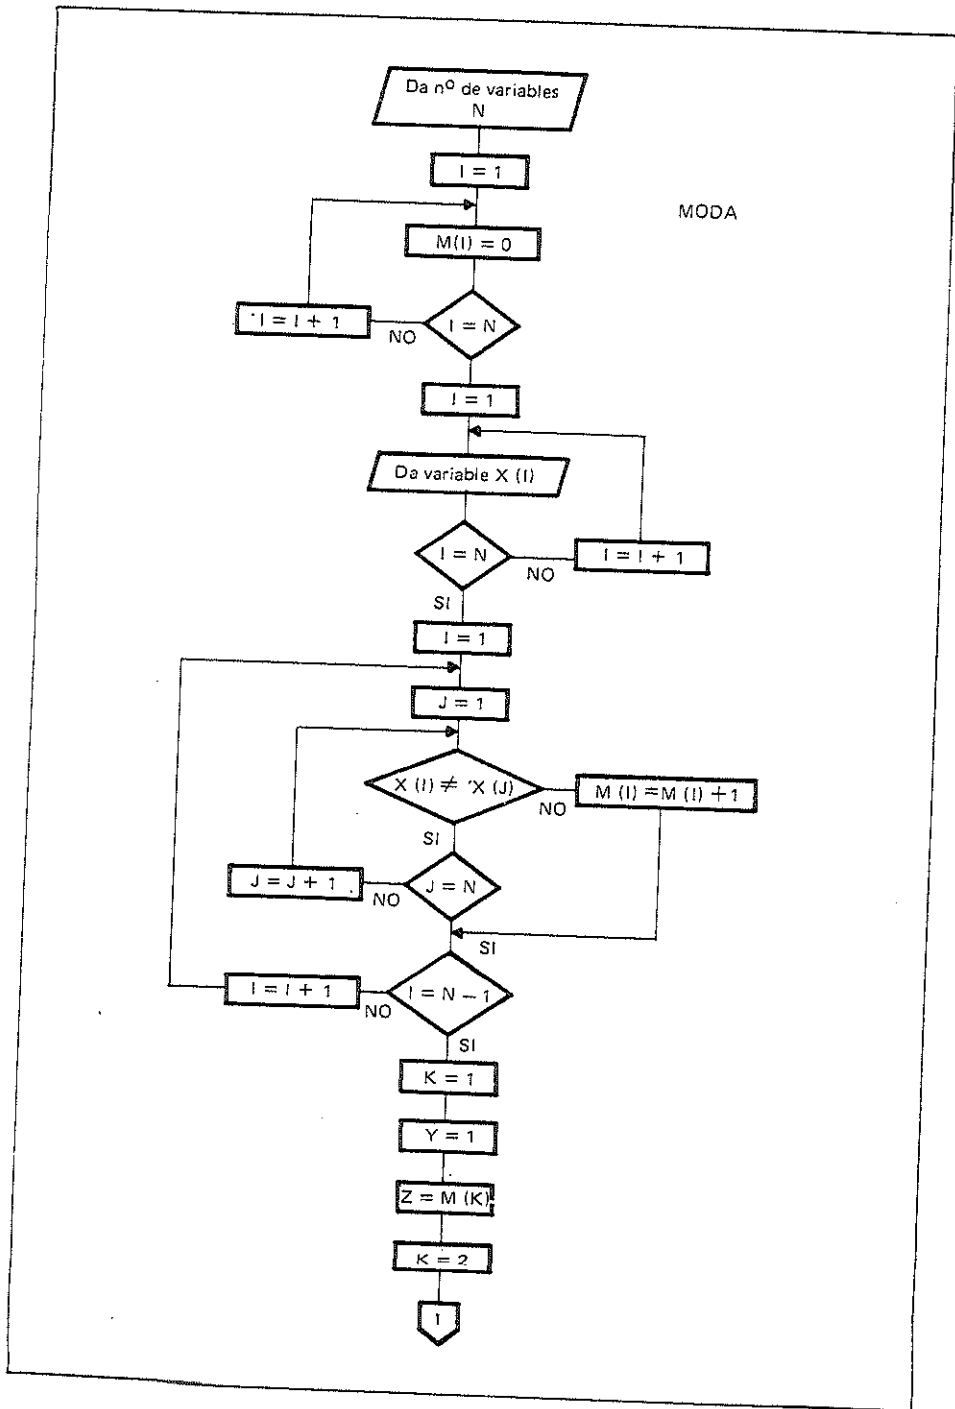 Da nº de variables
N
I = 1
MODA
M(I) = 0
I = I + 1
NO
I = N
I = 1
Da variable X (I)
I = N
NO
I = I + 1
SI
I = 1
J = 1
X (I) ≠ X (J)
NO
M (I) = M (I) + 1
SI
J = J + 1
NO
J = N
SI
I = I + 1
NO
I = N – 1
SI
K = 1
Y = 1
Z = M (K)
K = 2
1